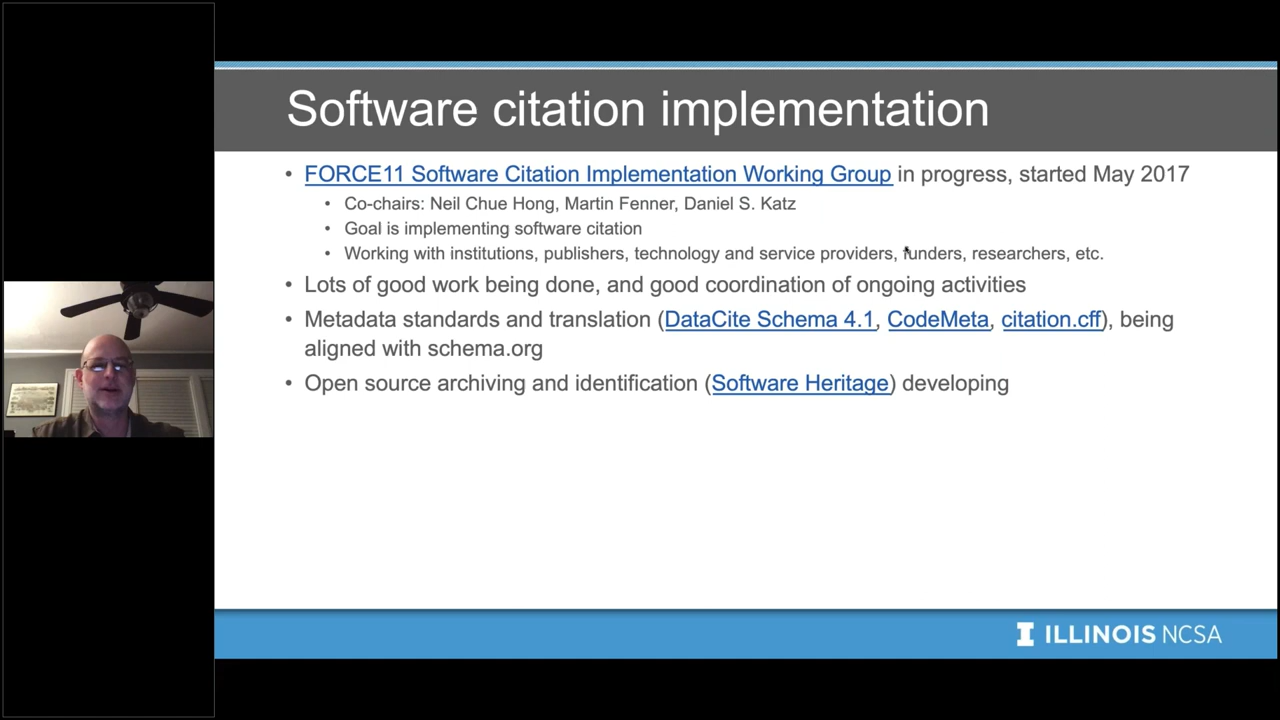 Software citation implementation
• FORCE11 Software Citation Implementation Working Group in progress, started May 2017
• Co-chairs: Neil Chue Hong, Martin Fenner, Daniel S. Katz
• Goal is implementing software citation
• Working with institutions, publishers, technology and service providers, funders, researchers, etc.
• Lots of good work being done, and good coordination of ongoing activities
• Metadata standards and translation (DataCite Schema 4.1, CodeMeta, citation.cff), being
aligned with schema.org
• Open source archiving and identification (Software Heritage) developing
I ILLINOIS NCSA